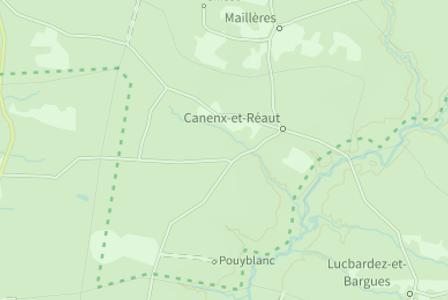 Maillères
Canenx-et-Réaut
Pouyblanc
Lucbardez-et-
Bargues